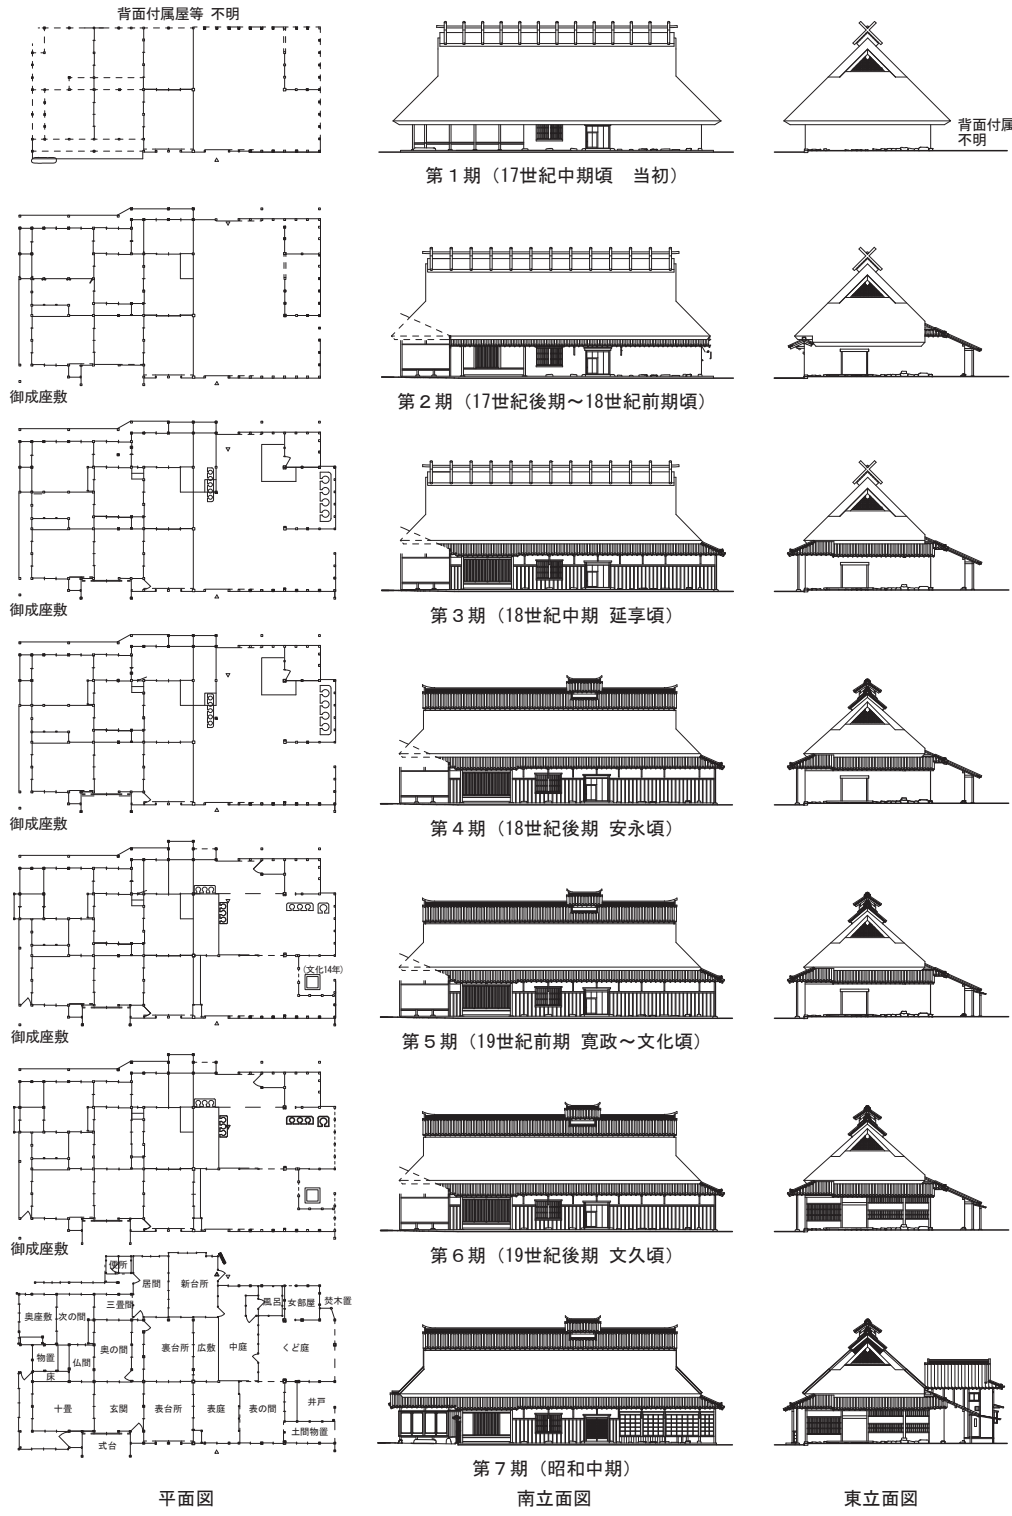 背面付属屋等 不明
背面付属
不明
第１期（17世紀中期頃　当初）
御成座敷
第２期（17世紀後期～18世紀前期頃）
御成座敷
第３期（18世紀中期 延享頃）
御成座敷
第４期（18世紀後期 安永頃）
(文化14年)
御成座敷
第５期（19世紀前期 寛政～文化頃）
御成座敷
第６期（19世紀後期 文久頃）
便所
居間 新台所
三畳間 風呂 女部屋 焚木置
奥座敷 次の間
奥の間 裏台所 広敷 中庭 くど庭
物置 仏間
床
十畳 玄関 表台所 表庭 表の間 井戸
式台 土間物置
第７期（昭和中期）
平面図 南立面図 東立面図